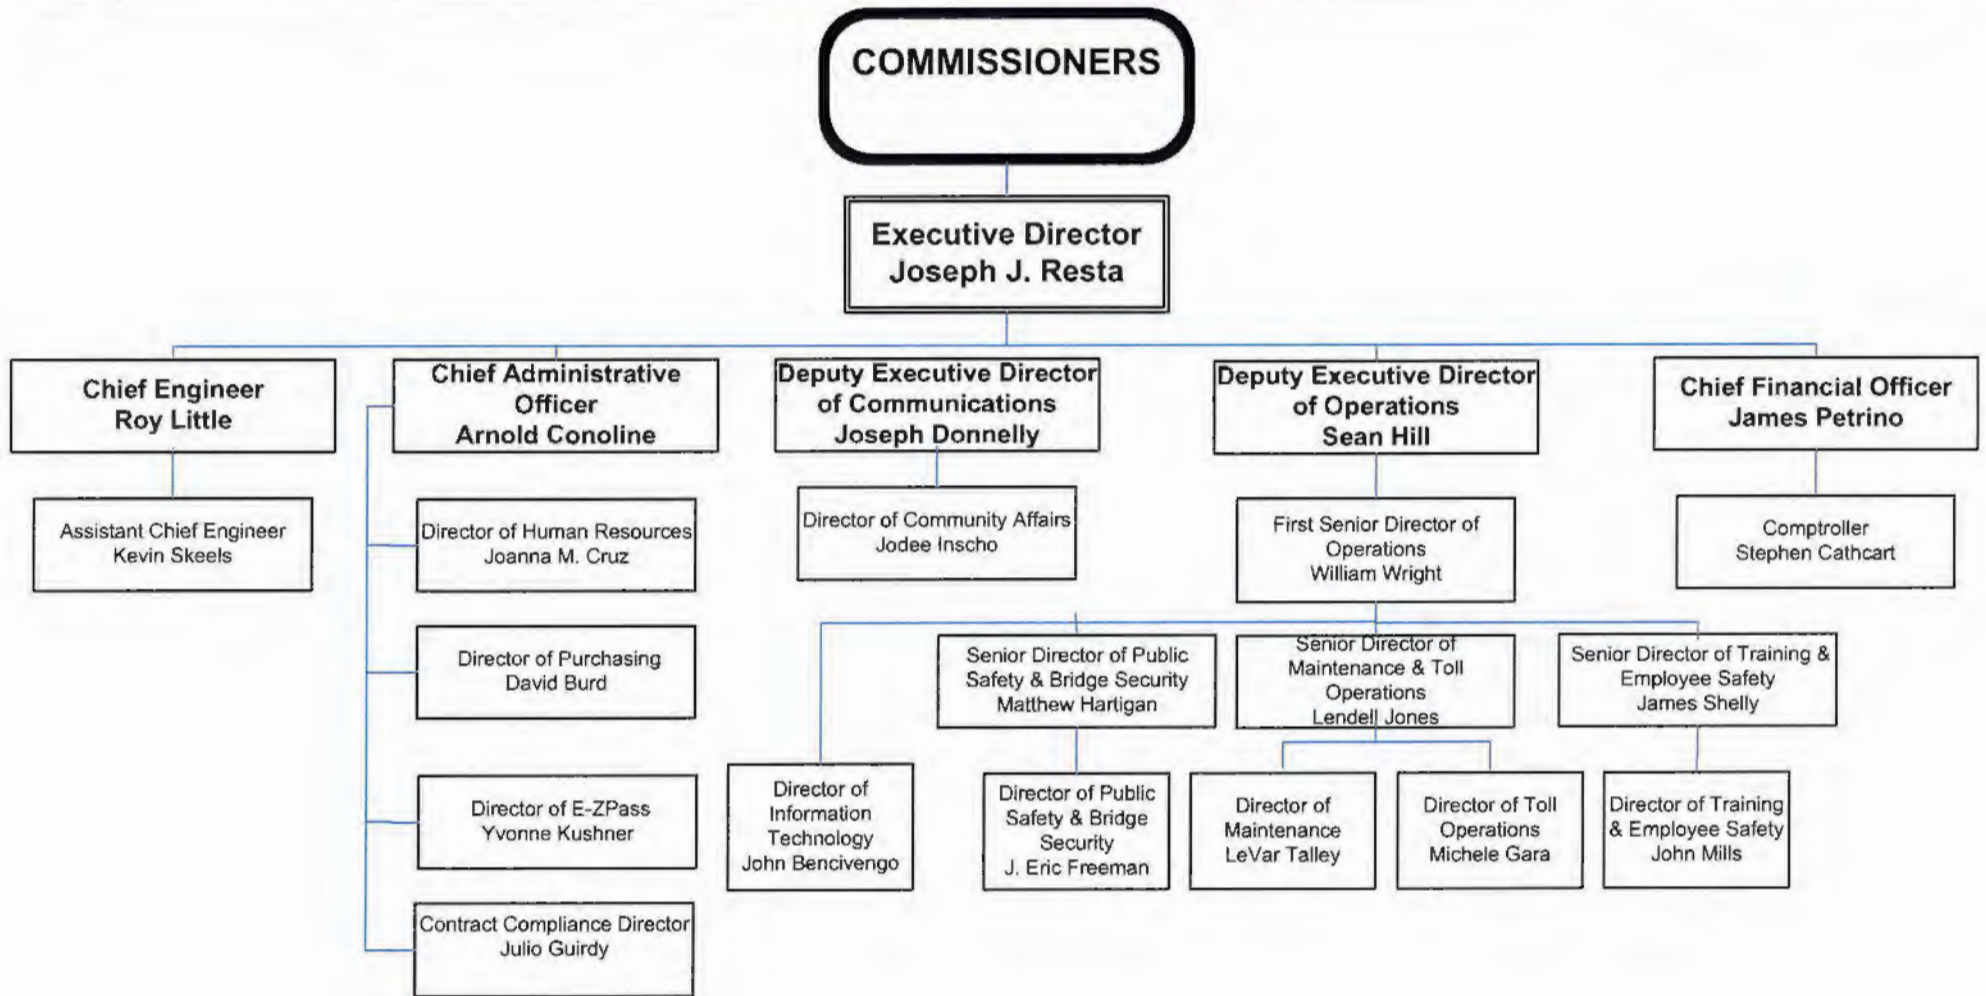 COMMISSIONERS
Executive Director
Joseph J. Resta
Chief Engineer
Roy Little
Chief Administrative
Officer
Arnold Conoline
Deputy Executive Director
of Communications
Joseph Donnelly
Deputy Executive Director
of Operations
Sean Hill
Chief Financial Officer
James Petrino
Assistant Chief Engineer
Kevin Skeels
Director of Human Resources
Joanna M. Cruz
Director of Community Affairs
Jodee Inscho
First Senior Director of
Operations
William Wright
Comptroller
Stephen Cathcart
Director of Purchasing
David Burd
Senior Director of Public
Safety & Bridge Security
Matthew Hartigan
Senior Director of
Maintenance & Toll
Operations
Lendell Jones
Senior Director of Training &
Employee Safety
James Shelly
Director of E-ZPass
Yvonne Kushner
Director of
Information
Technology
John Bencivengo
Director of Public
Safety & Bridge
Security
J. Eric Freeman
Director of
Maintenance
LeVar Talley
Director of Toll
Operations
Michele Gara
Director of Training
& Employee Safety
John Mills
Contract Compliance Director
Julio Guirdy